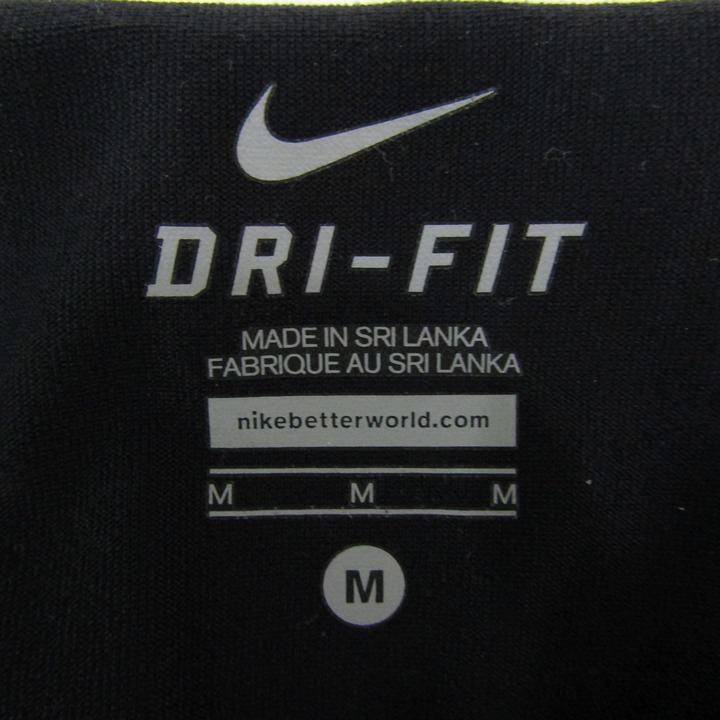 DRI-FIT
MADE IN SRI LANKA
FABRIQUE AU SRI LANKA
nikebetterworld.com
M M M
M